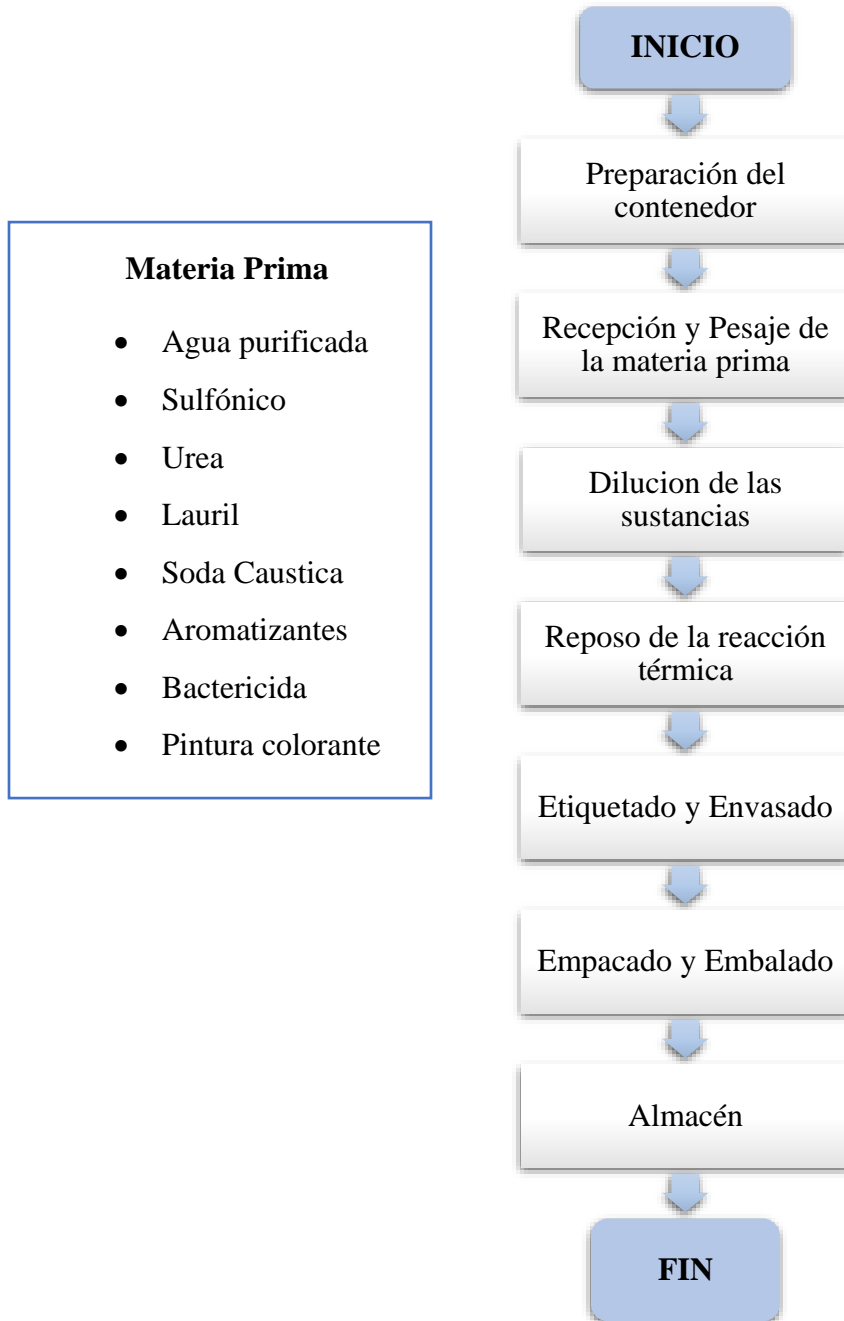 INICIO
Preparación del
contenedor
Materia Prima
• Agua purificada
• Sulfónico
• Urea
• Lauril
• Soda Caustica
• Aromatizantes
• Bactericida
• Pintura colorante
Recepción y Pesaje de
la materia prima
Dilucion de las
sustancias
Reposo de la reacción
térmica
Etiquetado y Envasado
Empacado y Embalado
Almacén
FIN